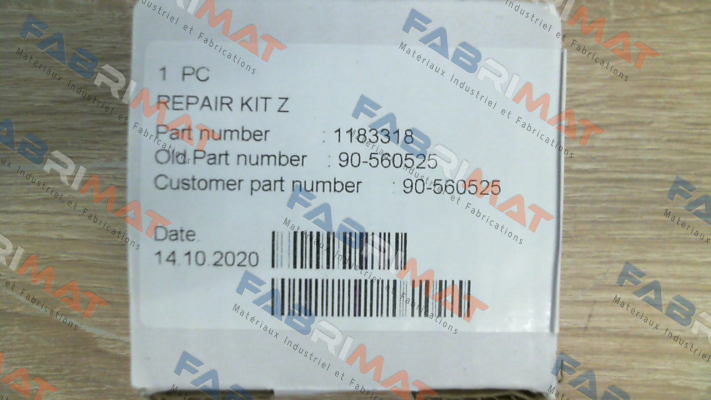 1 PC
REPAIR KIT Z
Part number : 1183318
Old Part number : 90-560525
Customer part number : 90-560525
Date
14.10.2020
FABRIMAT
Matériaux Industriel et Fabrications